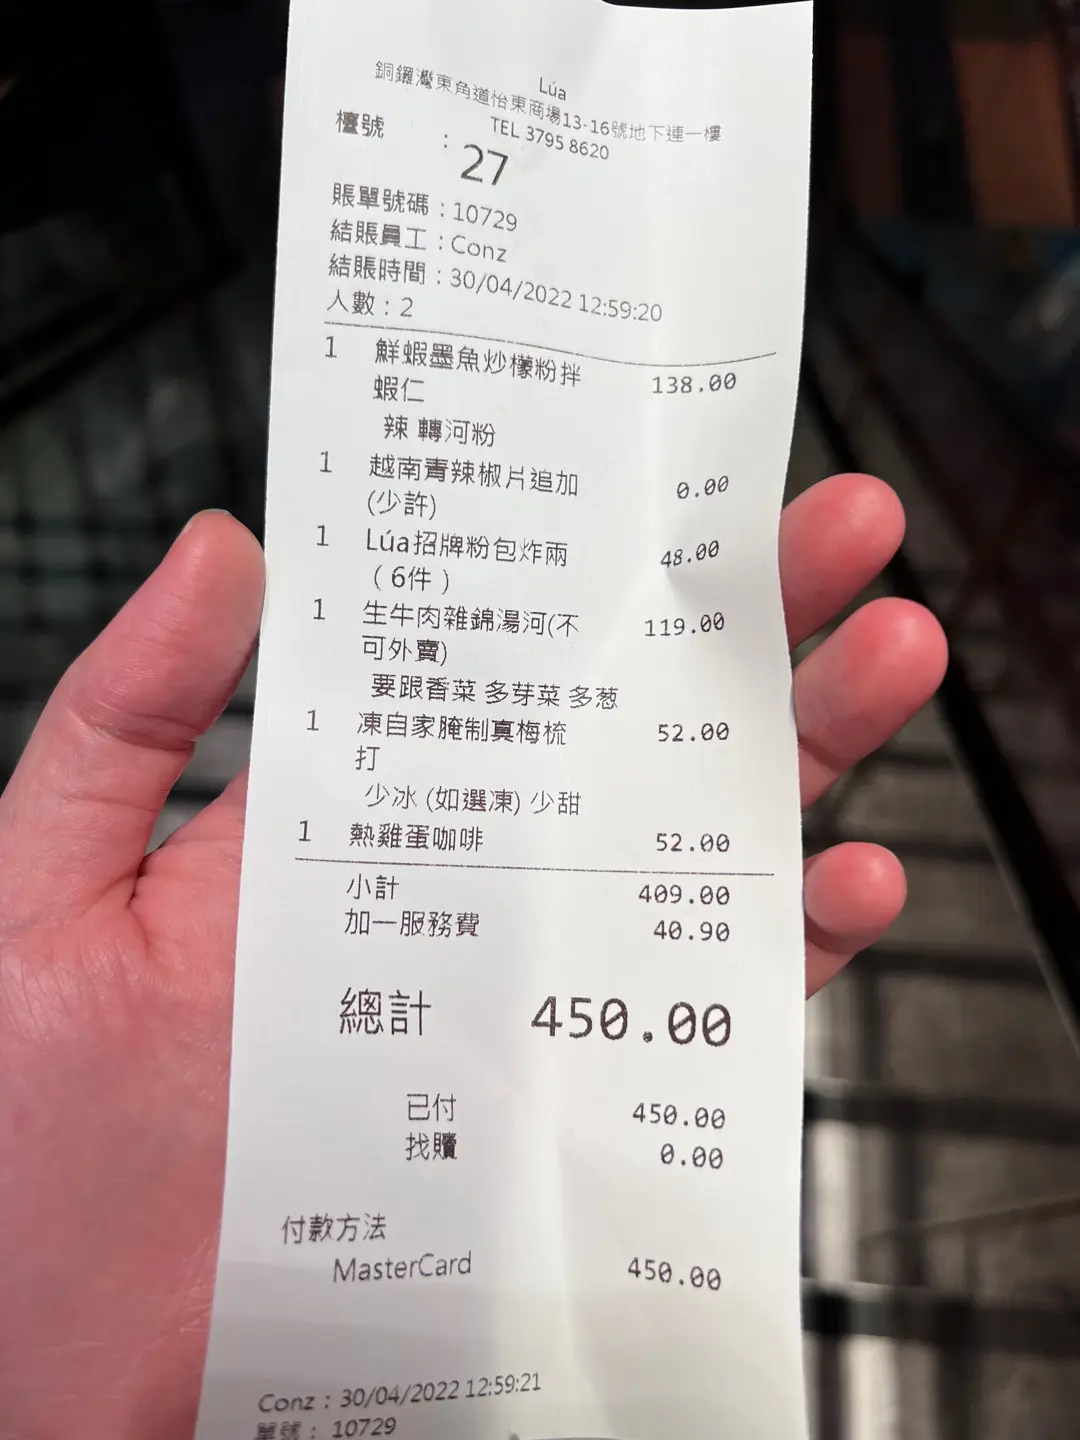 Lúa
銅鑼灣東角道怡東商場13-16號地下連一樓
TEL 3795 8620
檯號 : 27
賬單號碼 : 10729
結賬員工 : Conz
結賬時間 : 30/04/2022 12:59:20
人數 : 2
1 鮮蝦墨魚炒檬粉拌 138.00
蝦仁
辣 轉河粉
1 越南青辣椒片追加 0.00
(少許)
1 Lúa招牌粉包炸兩 48.00
（6件）
1 生牛肉雜錦湯河(不 119.00
可外賣)
要跟香菜 多芽菜 多葱
1 凍自家腌制真梅梳 52.00
打
少冰 (如選凍) 少甜
1 熱雞蛋咖啡 52.00
小計 409.00
加一服務費 40.90
總計 450.00
已付 450.00
找贖 0.00
付款方法
MasterCard 450.00
Conz : 30/04/2022 12:59:21
單號 : 10729